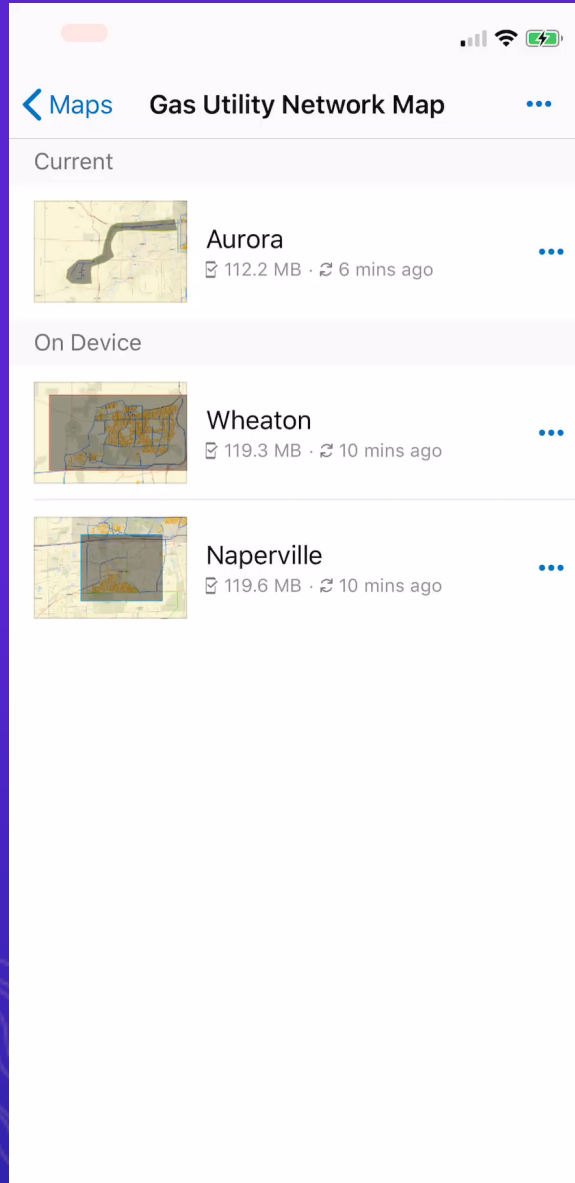 Maps Gas Utility Network Map
Current
Aurora
112.2 MB · 6 mins ago
On Device
Wheaton
119.3 MB · 10 mins ago
Naperville
119.6 MB · 10 mins ago